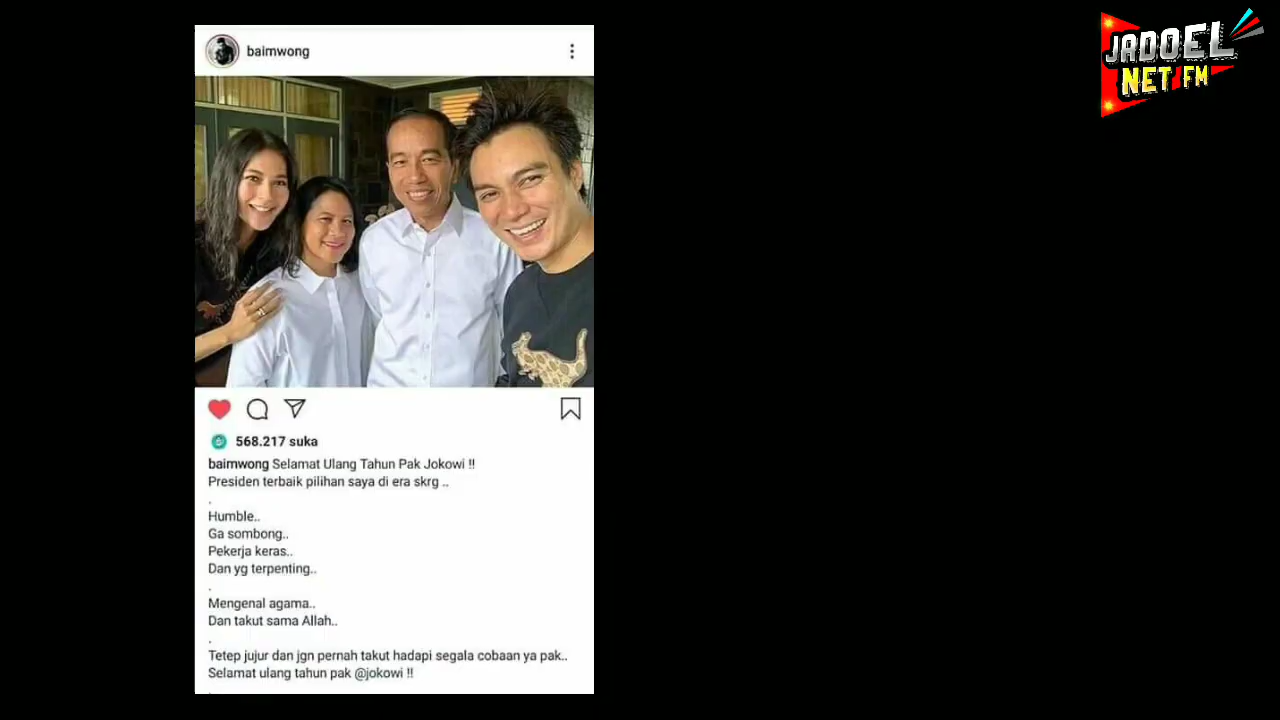 baimwong
JADOEL
NET FM
568.217 suka
baimwong Selamat Ulang Tahun Pak Jokowi !!
Presiden terbaik pilihan saya di era skrg ..
.
Humble..
Ga sombong..
Pekerja keras..
Dan yg terpenting..
.
Mengenal agama..
Dan takut sama Allah..
.
Tetep jujur dan jgn pernah takut hadapi segala cobaan ya pak..
Selamat ulang tahun pak @jokowi !!
.